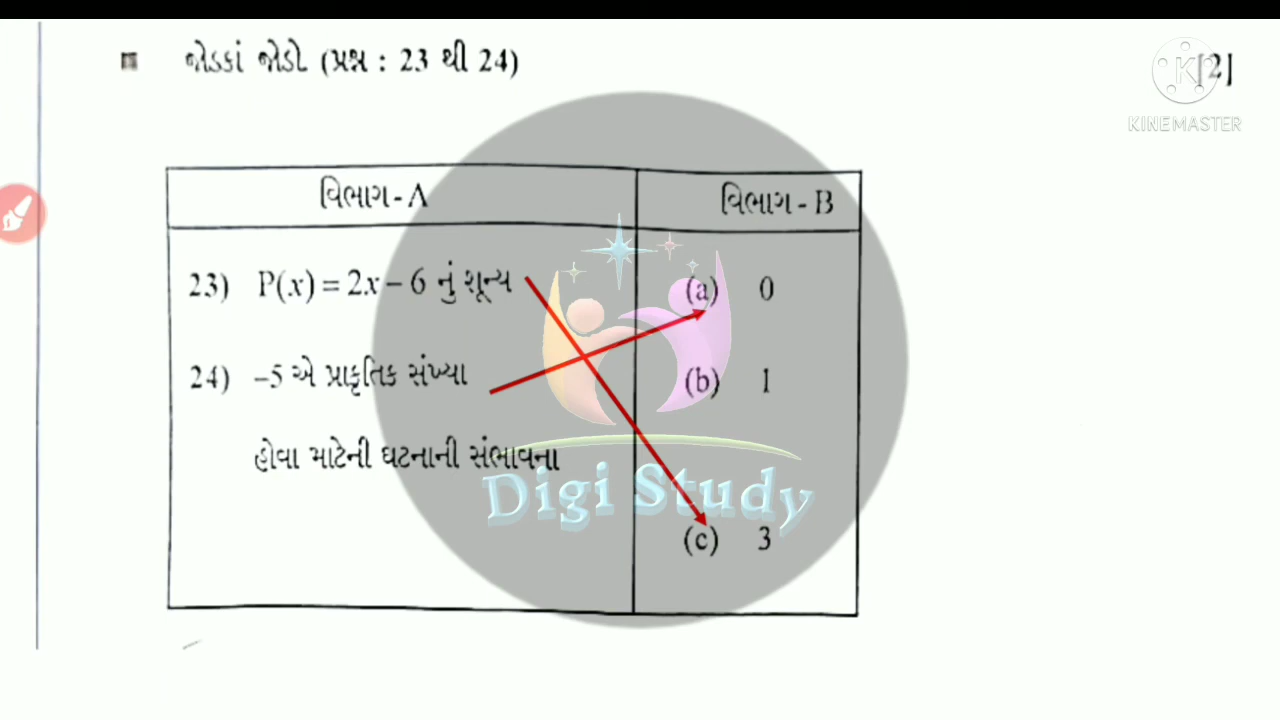 જોડકાં જોડો (પ્રશ્ન : 23 થી 24)
[2]
KINEMASTER
વિભાગ - A
વિભાગ - B
23) P(x) = 2x – 6 નું શૂન્ય
(a) 0
24) –5 એ પ્રાકૃતિક સંખ્યા
(b) 1
હોવા માટેની ઘટનાની સંભાવના
Digi Study
(c) 3